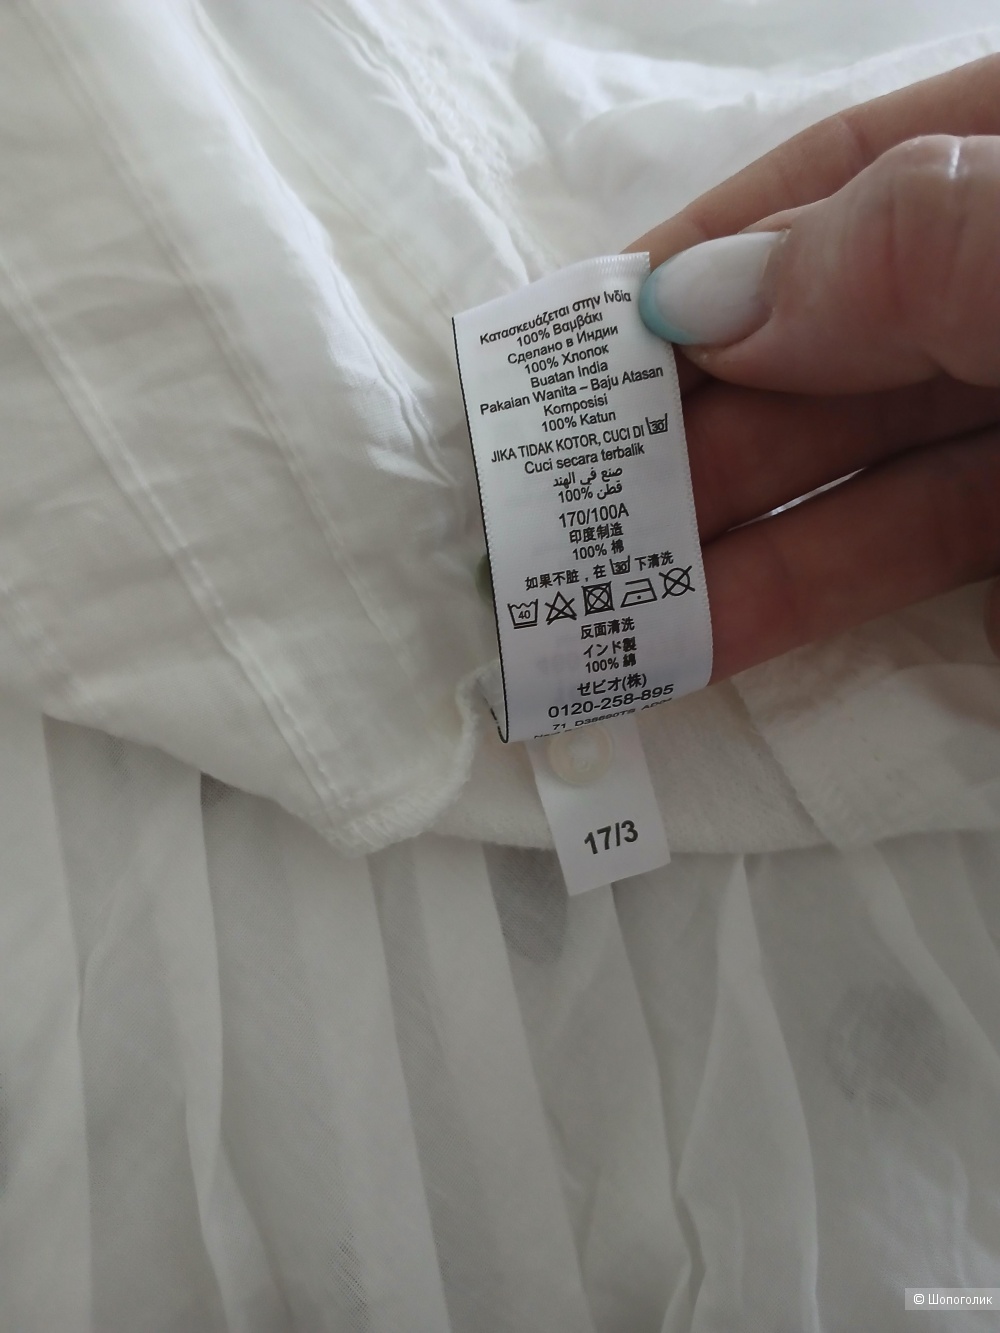 Κατασκευάζεται στην Ινδία
100% Βαμβάκι
Сделано в Индии
100% Хлопок
Buatan India
Pakaian Wanita – Baju Atasan
Komposisi
100% Katun
JIKA TIDAK KOTOR, CUCI DI 30
Cuci secara terbalik
صنع في الهند
100% قطن
170/100A
印度制造
100% 棉
如果不脏，在 30 下清洗
40
反面清洗
インド製
100% 綿
ゼビオ(株)
0120-258-895
71
17/3
© Шопоголик